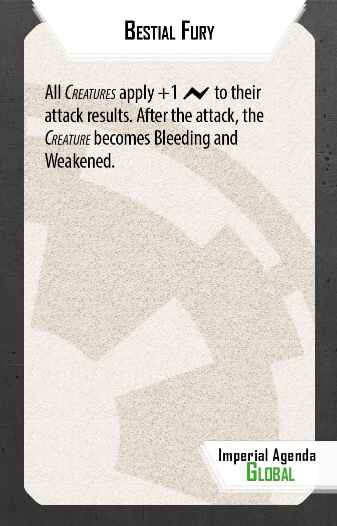 Bestial Fury
All Creatures apply +1 to their
attack results. After the attack, the
Creature becomes Bleeding and
Weakened.
Imperial Agenda
Global